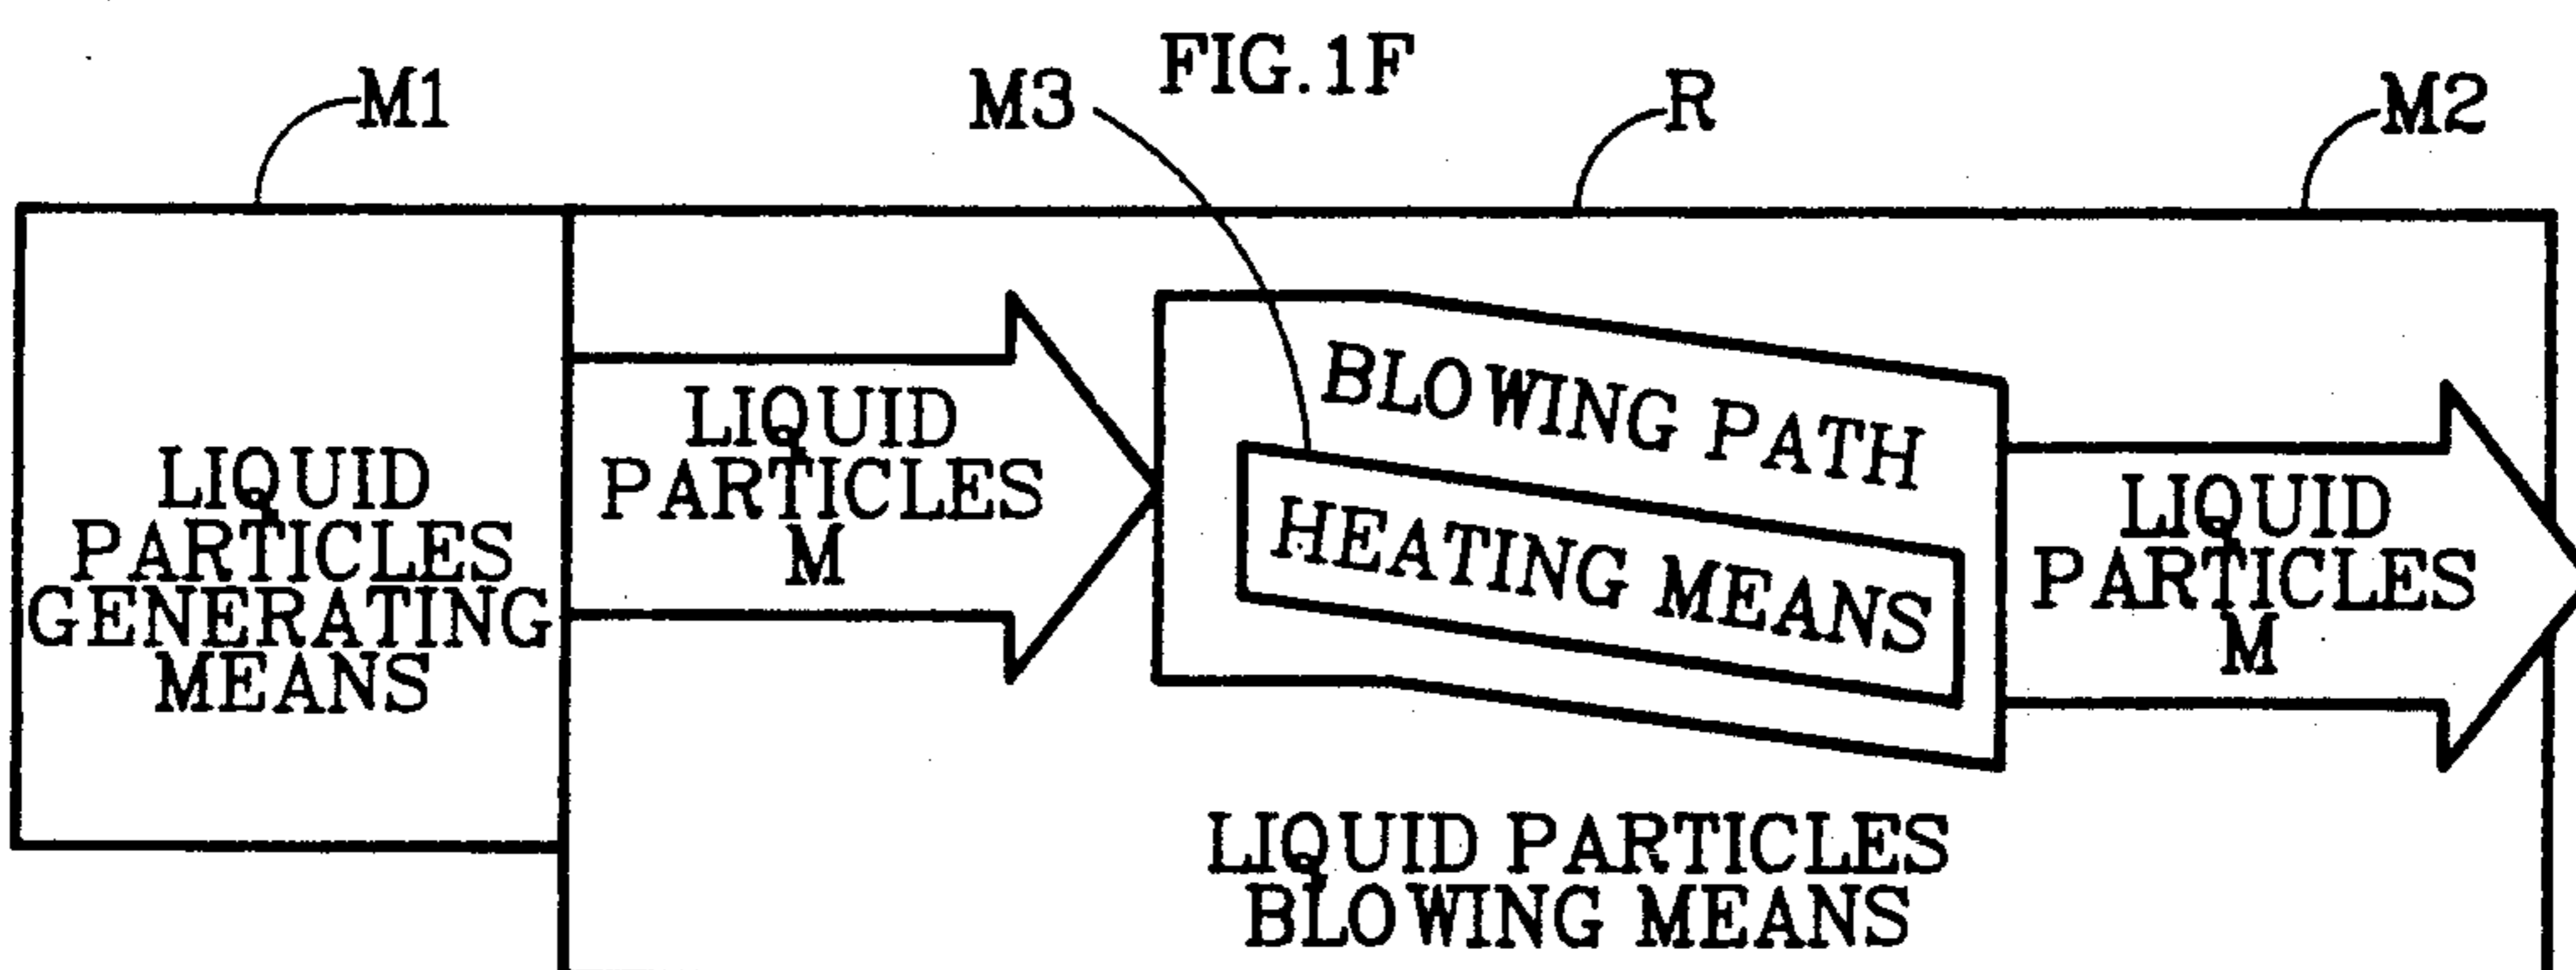 FIG.1F
M1
M3
R
M2
LIQUID
PARTICLES
GENERATING
MEANS
LIQUID
PARTICLES
M
BLOWING PATH
HEATING MEANS
LIQUID
PARTICLES
M
LIQUID PARTICLES
BLOWING MEANS